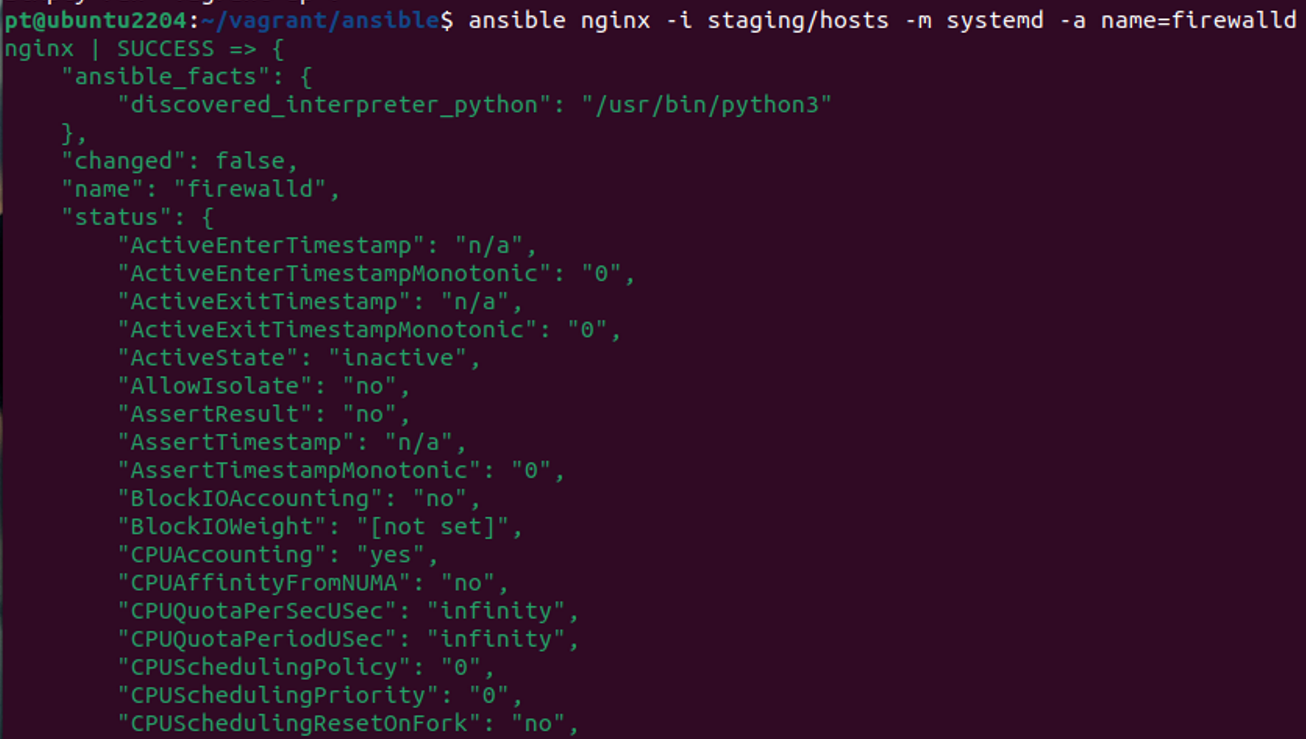 pt@ubuntu2204:~/vagrant/ansible$ ansible nginx -i staging/hosts -m systemd -a name=firewalld
nginx | SUCCESS => {
    "ansible_facts": {
        "discovered_interpreter_python": "/usr/bin/python3"
    },
    "changed": false,
    "name": "firewalld",
    "status": {
        "ActiveEnterTimestamp": "n/a",
        "ActiveEnterTimestampMonotonic": "0",
        "ActiveExitTimestamp": "n/a",
        "ActiveExitTimestampMonotonic": "0",
        "ActiveState": "inactive",
        "AllowIsolate": "no",
        "AssertResult": "no",
        "AssertTimestamp": "n/a",
        "AssertTimestampMonotonic": "0",
        "BlockIOAccounting": "no",
        "BlockIOWeight": "[not set]",
        "CPUAccounting": "yes",
        "CPUAffinityFromNUMA": "no",
        "CPUQuotaPerSecUSec": "infinity",
        "CPUQuotaPeriodUSec": "infinity",
        "CPUSchedulingPolicy": "0",
        "CPUSchedulingPriority": "0",
        "CPUSchedulingResetOnFork": "no",